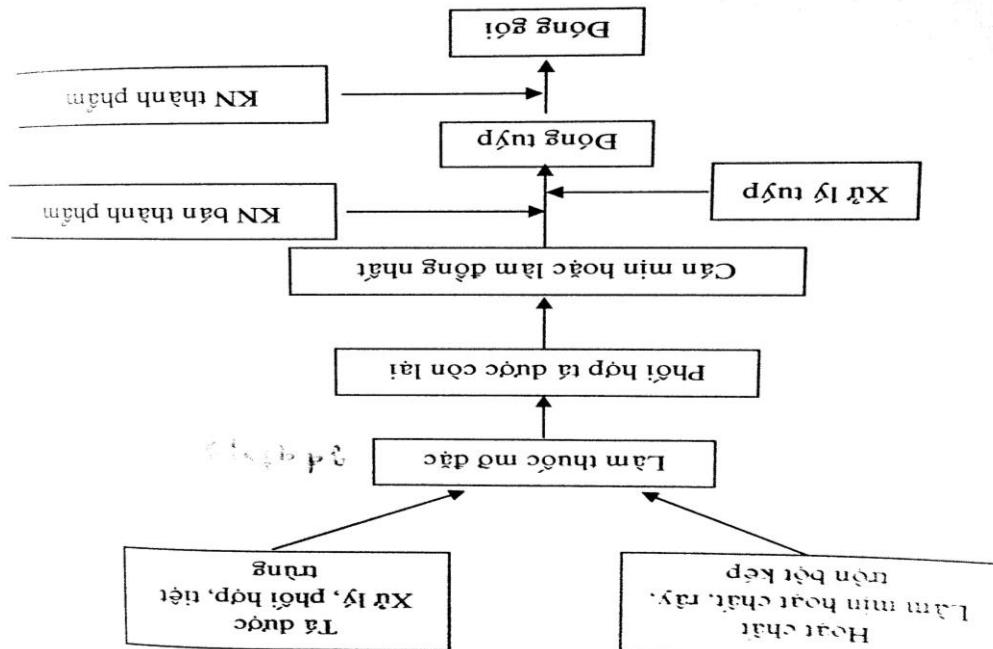 Hoạt chất
Làm mịn hoạt chất, rây,
trộn bột kép
Tá dược
Xử lý, phối hợp, tiệt
trùng
Làm thuốc mỡ đặc
Phối hợp tá dược còn lại
Cán mịn hoặc làm đồng nhất
Xử lý tuýp
KN bán thành phẩm
Đóng tuýp
KN thành phẩm
Đóng gói